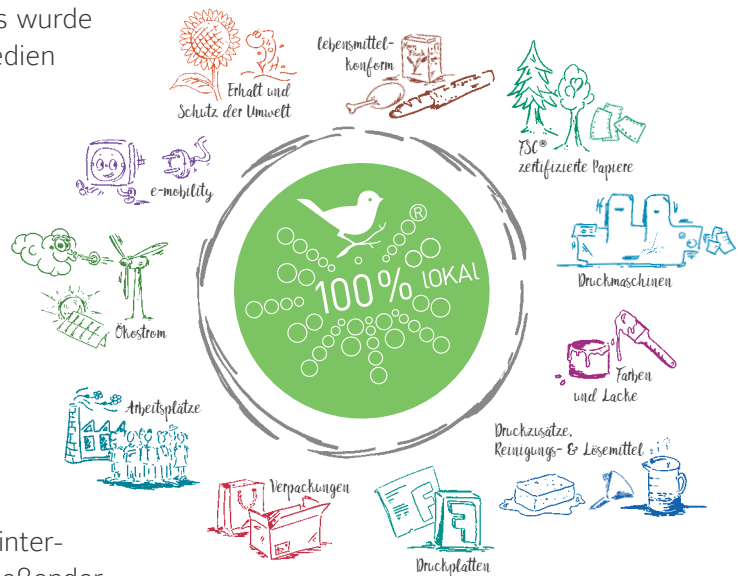 s wurde
edien
lebensmittel-
konform
Erhalt und
Schutz der Umwelt
FSC®
zertifizierte Papiere
e-mobility
®
100% lOKAl
Druckmaschinen
Ökostrom
Farben
und Lacke
Arbeitsplätze
Druckzusätze,
Reinigungs- & Lösemittel
Verpackungen
Druckplatten
inter-
eßender